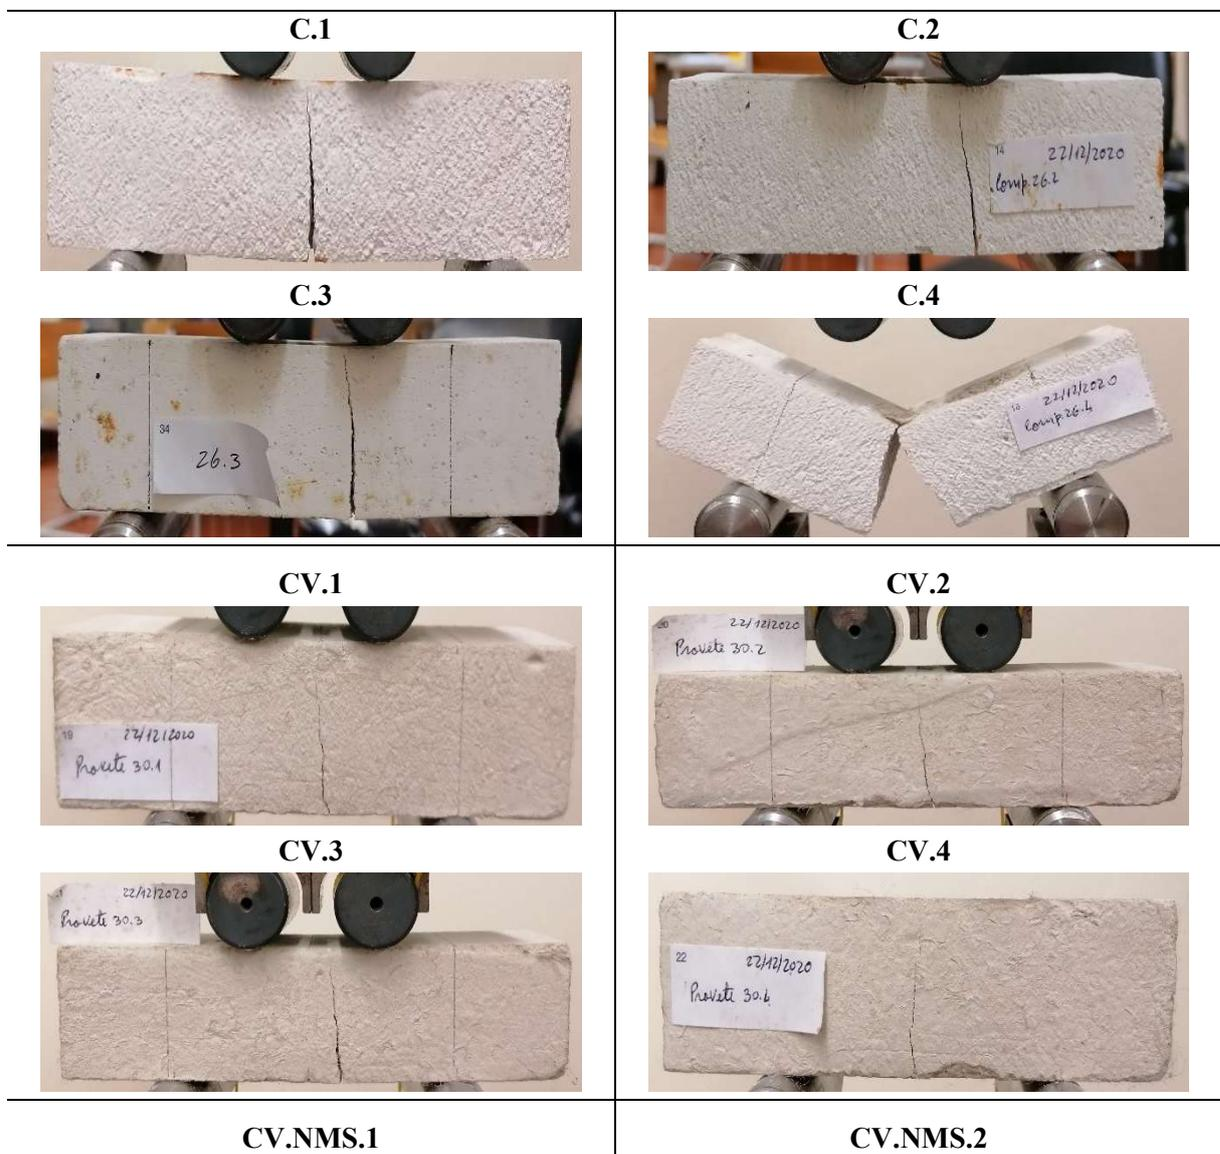 C.1
C.2
14 22/12/2020
Comp.26.2
C.3
34
26.3
C.4
22/12/2020
Comp.26.4
CV.1
19 22/12/2020
Provete 30.1
CV.2
20 22/12/2020
Provete 30.2
CV.3
22/12/2020
Provete 30.3
CV.4
22 22/12/2020
Provete 30.4
CV.NMS.1
CV.NMS.2